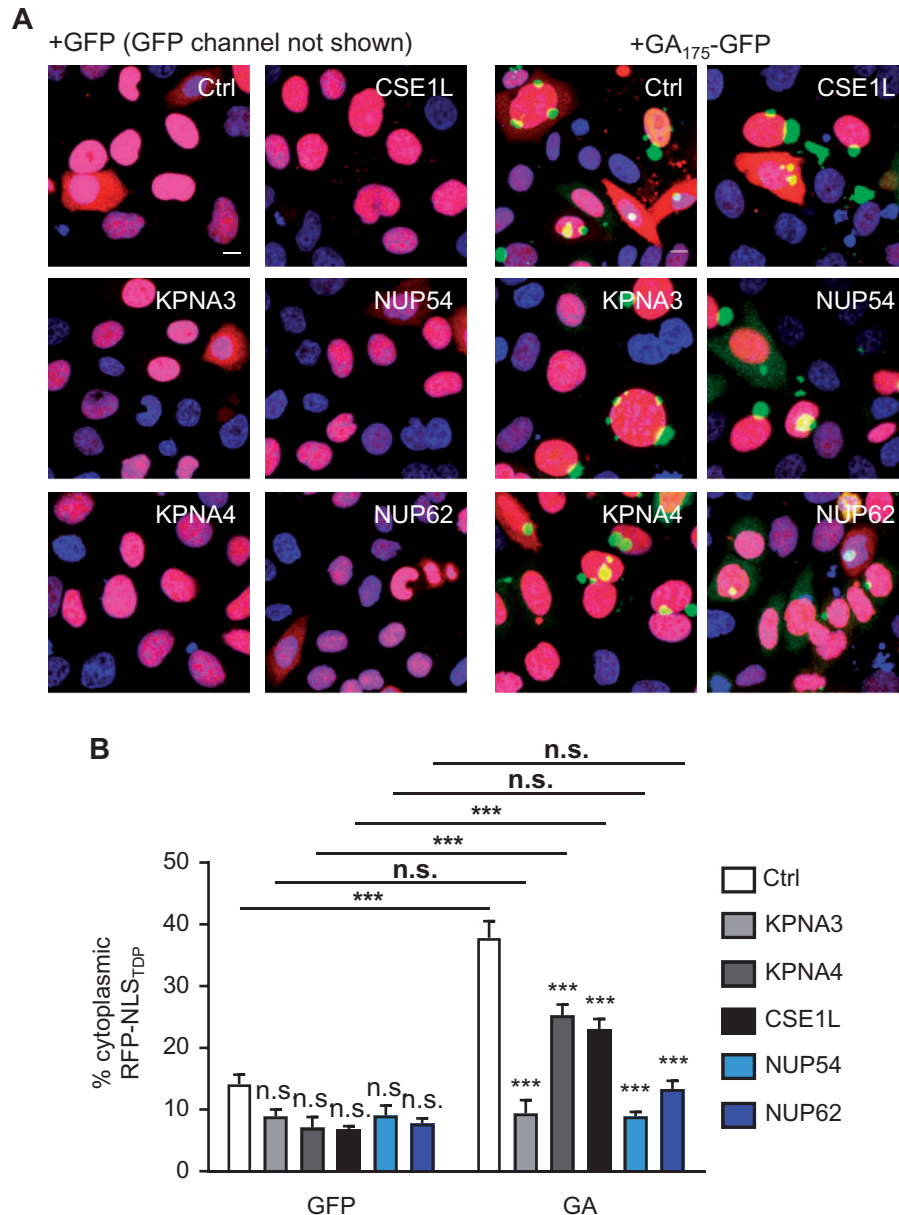 A
+GFP (GFP channel not shown)
+GA175-GFP
Ctrl
CSE1L
Ctrl
CSE1L
KPNA3
NUP54
KPNA3
NUP54
KPNA4
NUP62
KPNA4
NUP62
B
n.s.
n.s.
***
***
n.s.
***
% cytoplasmic
RFP-NLSTDP
50
40
30
20
10
0
n.s.
n.s.
n.s.
n.s.
n.s.
***
***
***
***
***
GFP
GA
Ctrl
KPNA3
KPNA4
CSE1L
NUP54
NUP62